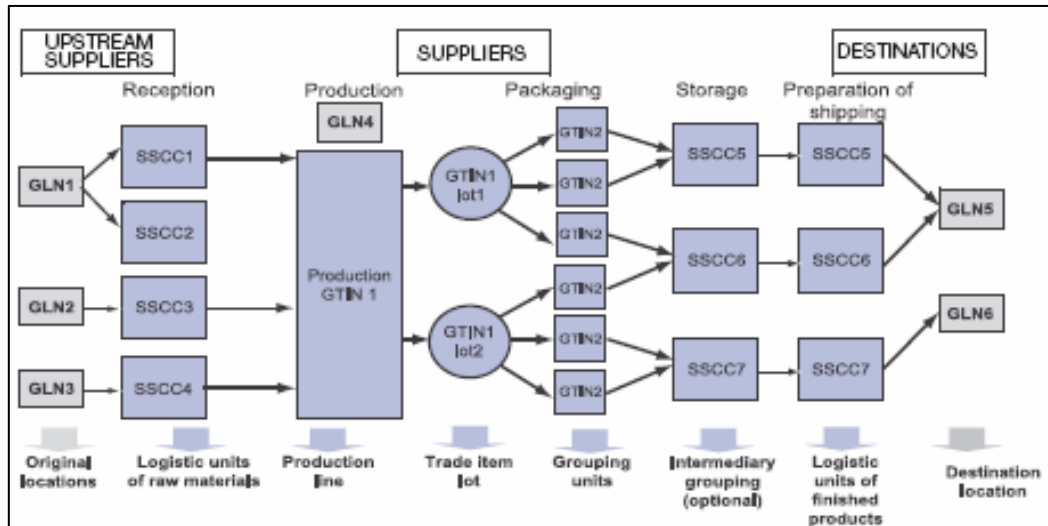 UPSTREAM
SUPPLIERS
SUPPLIERS
DESTINATIONS
Reception
Production
Packaging
Storage
Preparation of
shipping
GLN4
GLN1
GLN2
GLN3
SSCC1
SSCC2
SSCC3
SSCC4
Production
GTIN 1
GTIN1
lot1
GTIN1
lot2
GTIN2
GTIN2
GTIN2
GTIN2
GTIN2
GTIN2
SSCC5
SSCC6
SSCC7
SSCC5
SSCC6
SSCC7
GLN5
GLN6
Original
locations
Logistic units
of raw materials
Production
line
Trade item
lot
Grouping
units
Intermediary
grouping
(optional)
Logistic
units of
finished
products
Destination
location